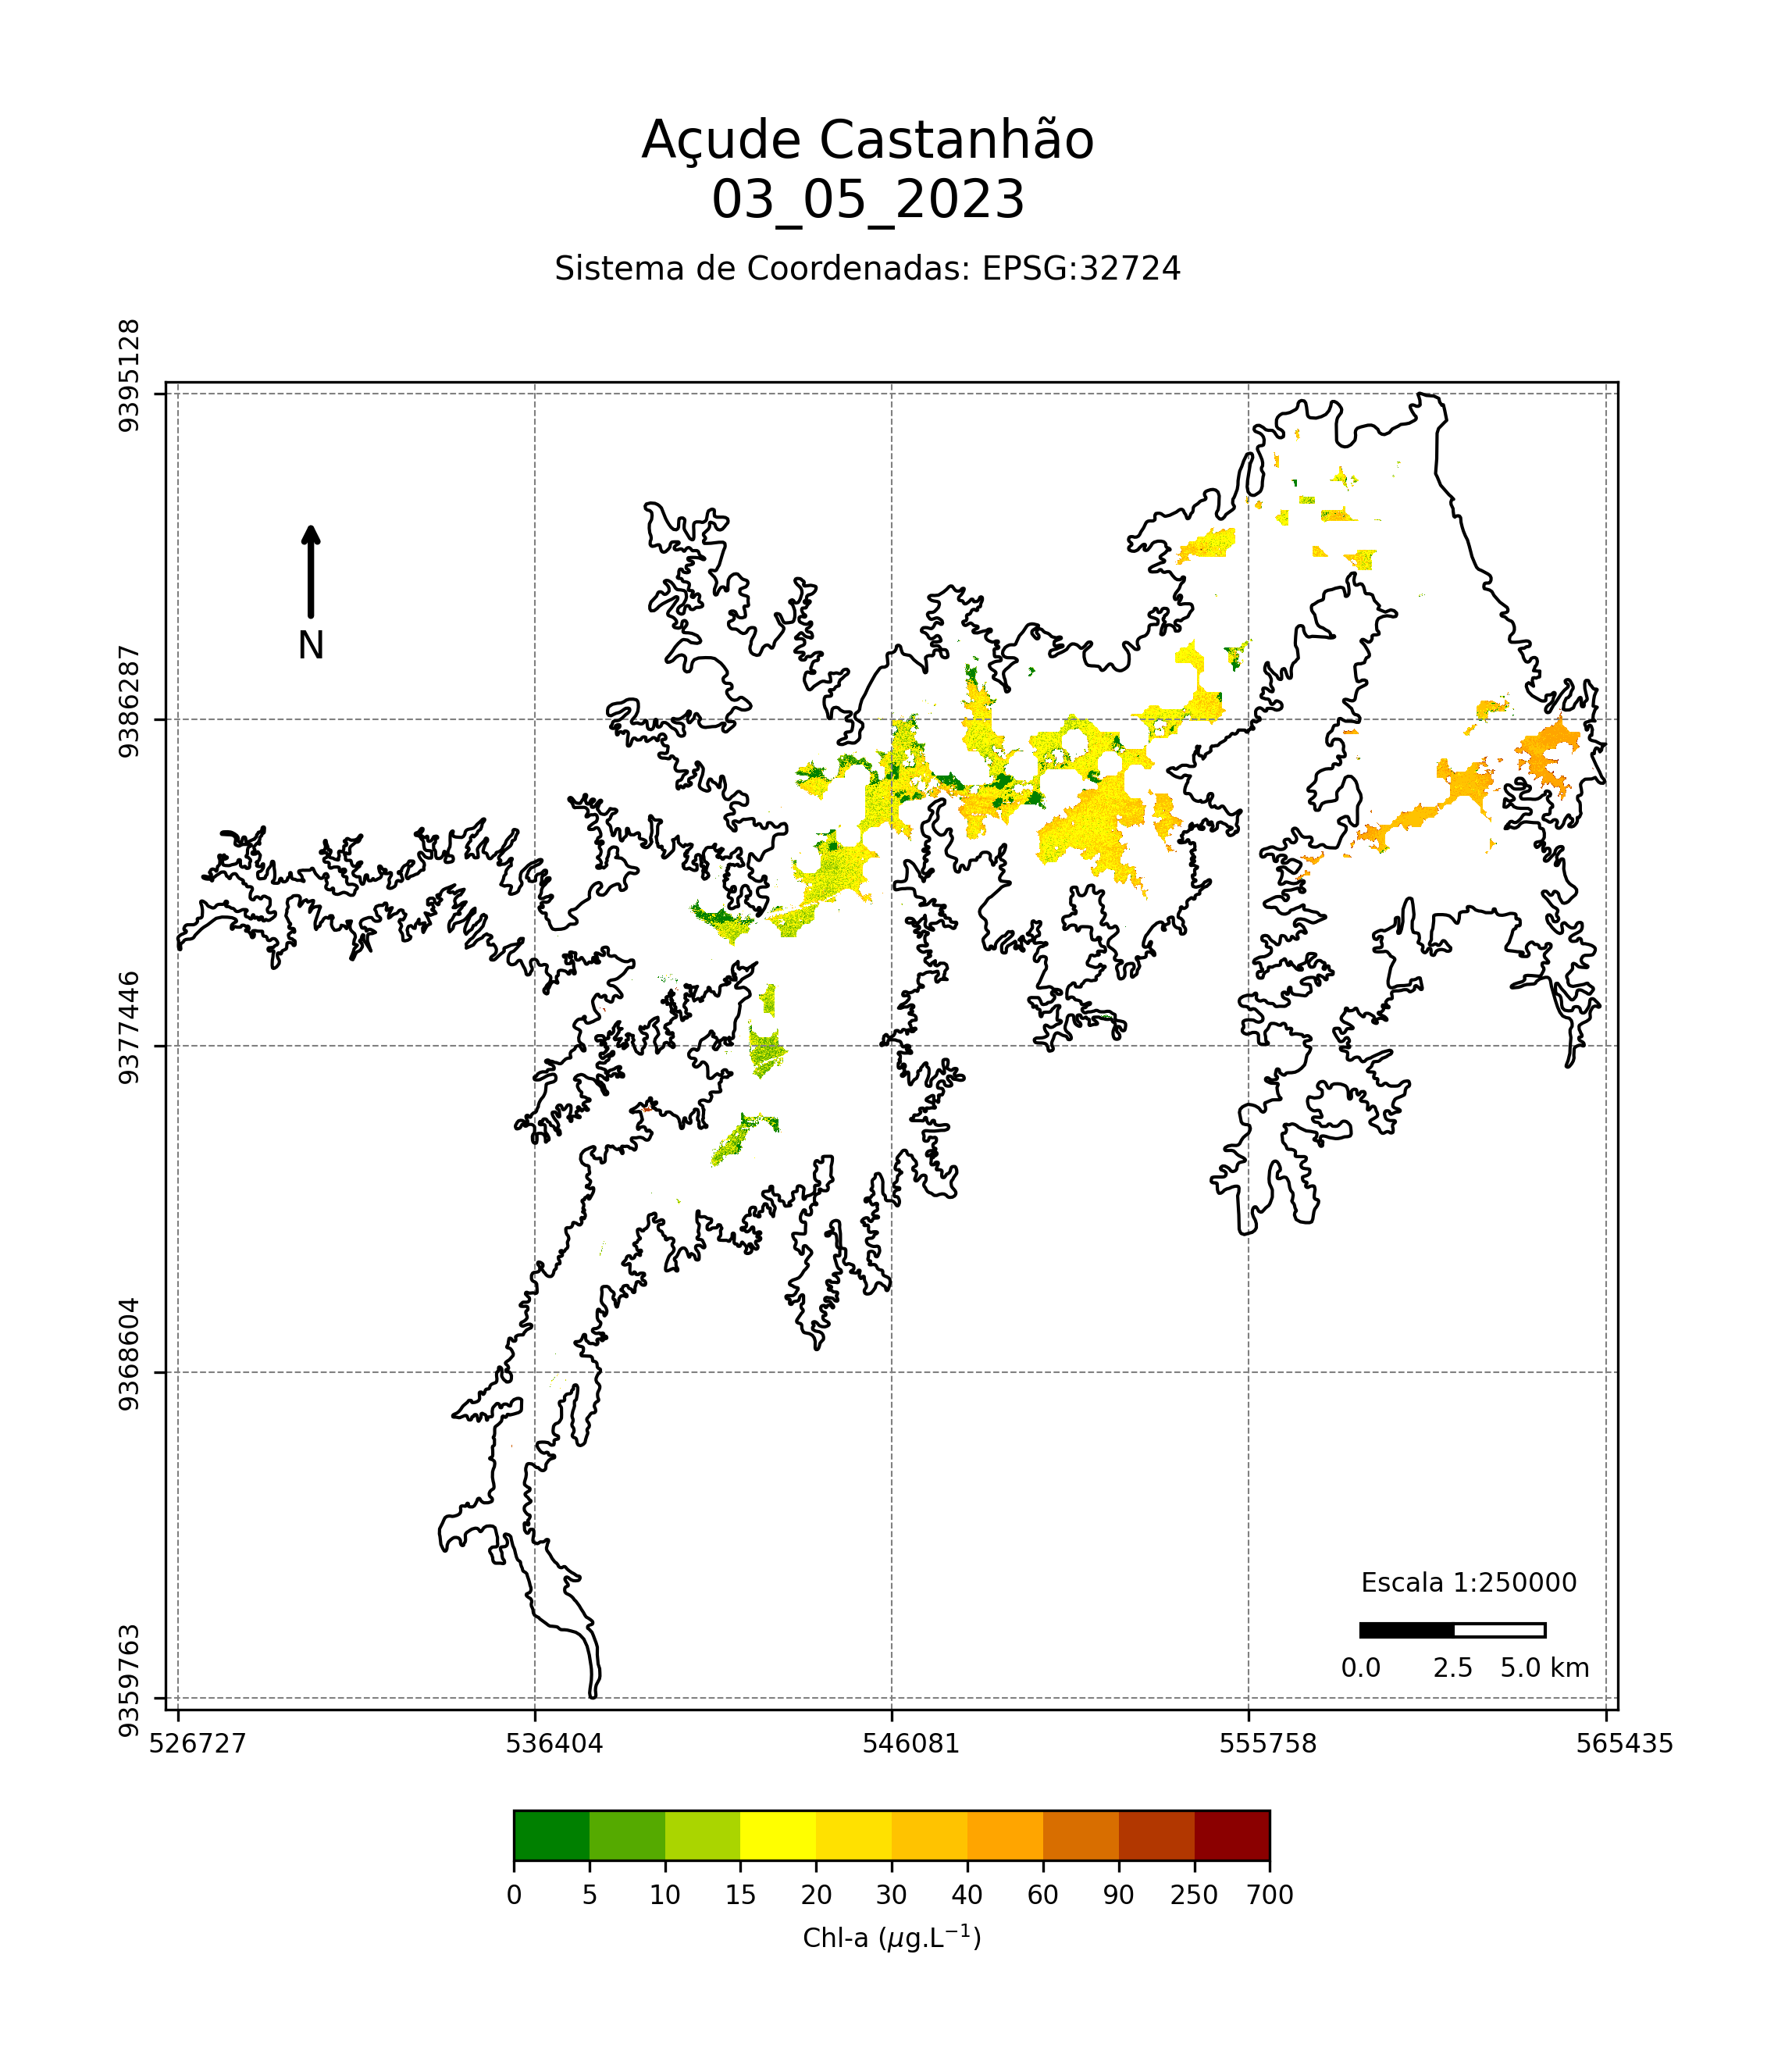 Açude Castanhão
03_05_2023
Sistema de Coordenadas: EPSG:32724
9395128
9386287
9377446
9368604
9359763
N
Escala 1:250000
0.0 2.5 5.0 km
526727 536404 546081 555758 565435
0 5 10 15 20 30 40 60 90 250 700
Chl-a (μg.L⁻¹)